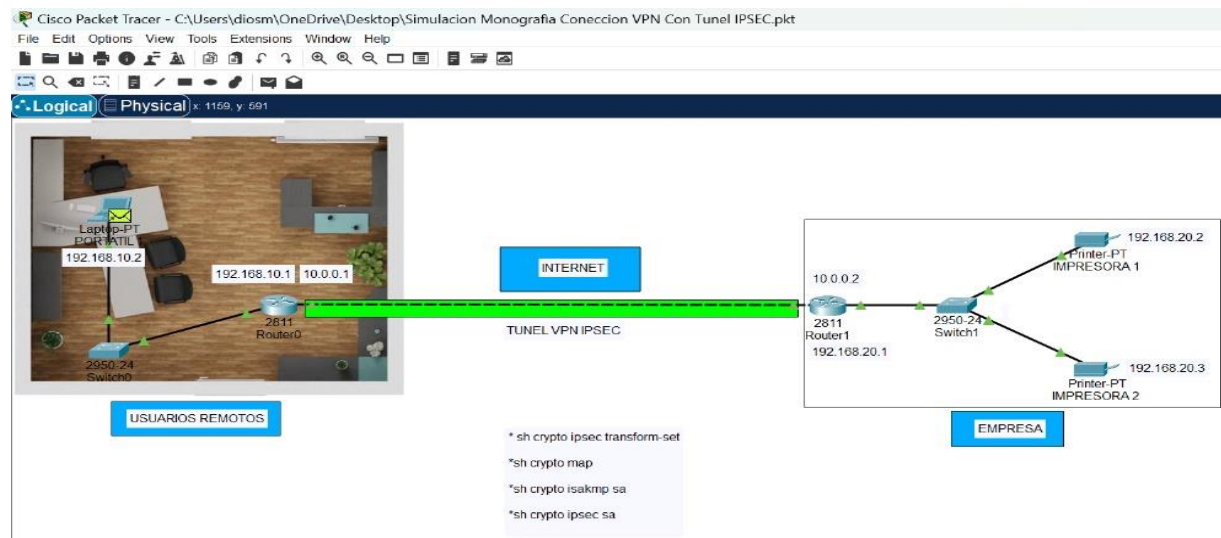 Cisco Packet Tracer - C:\Users\diosm\OneDrive\Desktop\Simulacion Monografia Coneccion VPN Con Tunel IPSEC.pkt
File Edit Options View Tools Extensions Window Help
Logical Physical x: 1159, y: 591
Laptop-PT
PORTATIL
192.168.10.2
192.168.10.1
10.0.0.1
2811
Router0
2950-24
Switch0
USUARIOS REMOTOS
INTERNET
TUNEL VPN IPSEC
10.0.0.2
2811
Router1
192.168.20.1
2950-24
Switch1
192.168.20.2
Printer-PT
IMPRESORA 1
192.168.20.3
Printer-PT
IMPRESORA 2
EMPRESA
* sh crypto ipsec transform-set
*sh crypto map
*sh crypto isakmp sa
*sh crypto ipsec sa